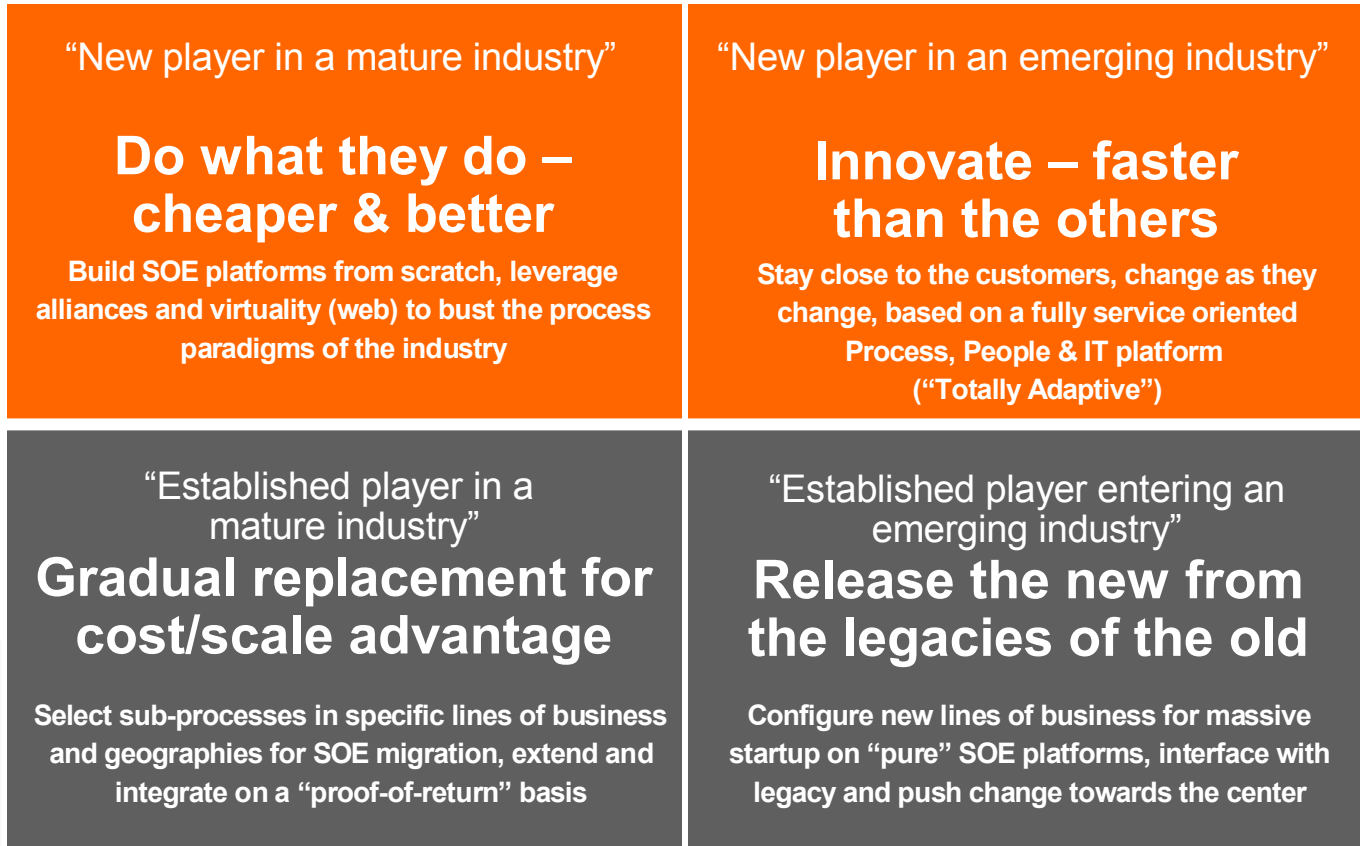 “New player in a mature industry”
Do what they do –
cheaper & better
Build SOE platforms from scratch, leverage
alliances and virtuality (web) to bust the process
paradigms of the industry
“New player in an emerging industry”
Innovate – faster
than the others
Stay close to the customers, change as they
change, based on a fully service oriented
Process, People & IT platform
(“Totally Adaptive”)
“Established player in a
mature industry”
Gradual replacement for
cost/scale advantage
Select sub-processes in specific lines of business
and geographies for SOE migration, extend and
integrate on a “proof-of-return” basis
“Established player entering an
emerging industry”
Release the new from
the legacies of the old
Configure new lines of business for massive
startup on “pure” SOE platforms, interface with
legacy and push change towards the center